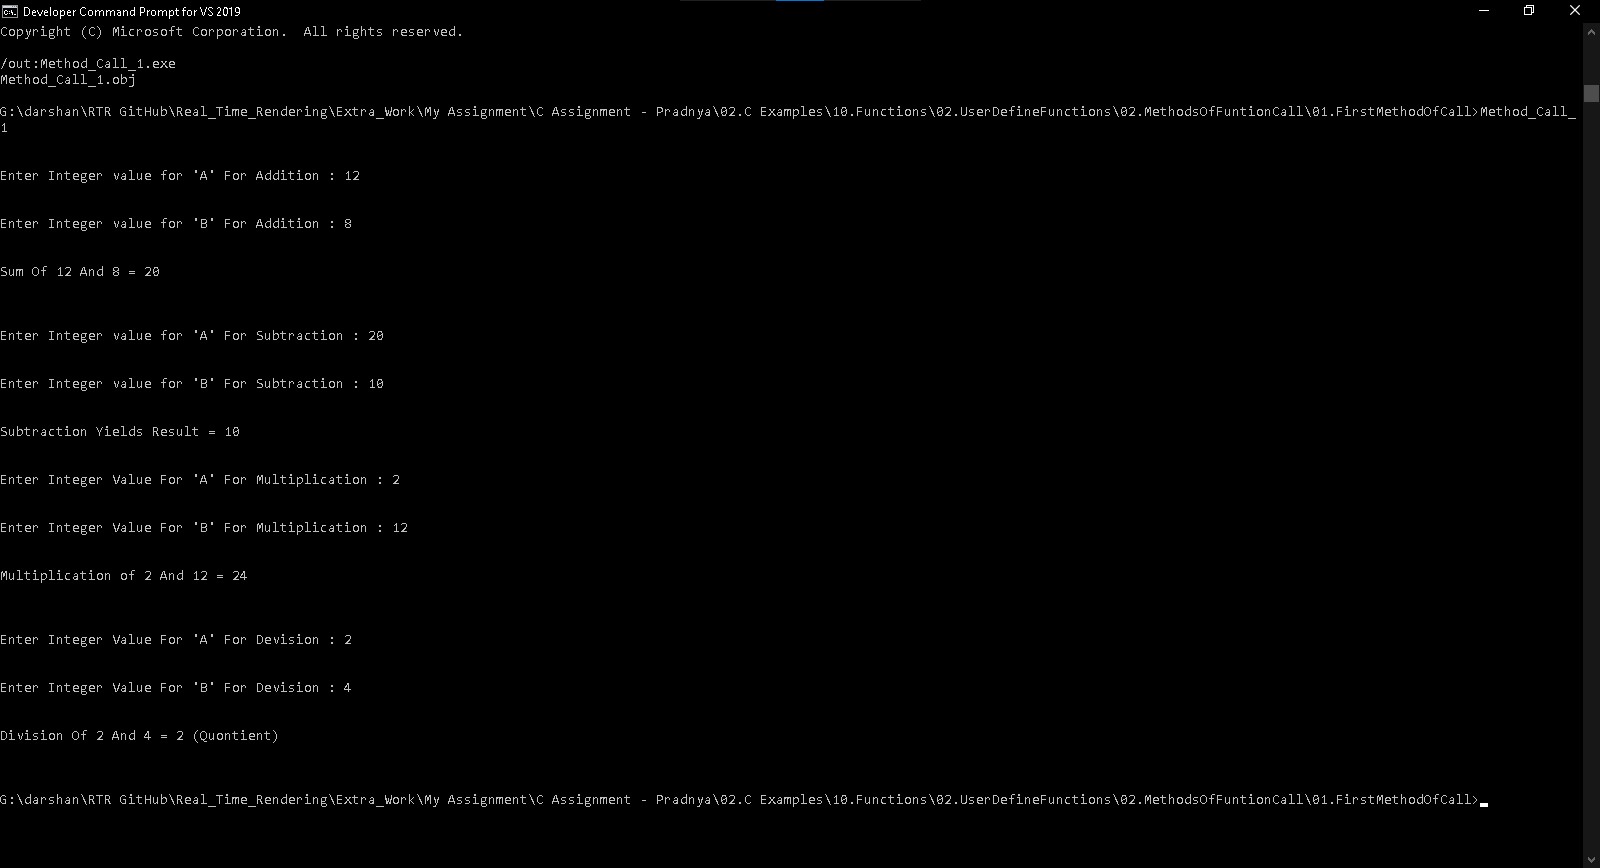 Developer Command Prompt for VS 2019
Copyright (C) Microsoft Corporation.  All rights reserved.
/out:Method_Call_1.exe
Method_Call_1.obj
G:\darshan\RTR GitHub\Real_Time_Rendering\Extra_Work\My Assignment\C Assignment - Pradnya\02.C Examples\10.Functions\02.UserDefineFunctions\02.MethodsOfFuntionCall\01.FirstMethodOfCall>Method_Call_
1
Enter Integer value for 'A' For Addition : 12
Enter Integer value for 'B' For Addition : 8
Sum Of 12 And 8 = 20
Enter Integer value for 'A' For Subtraction : 20
Enter Integer value for 'B' For Subtraction : 10
Subtraction Yields Result = 10
Enter Integer Value For 'A' For Multiplication : 2
Enter Integer Value For 'B' For Multiplication : 12
Multiplication of 2 And 12 = 24
Enter Integer Value For 'A' For Devision : 2
Enter Integer Value For 'B' For Devision : 4
Division Of 2 And 4 = 2 (Quontient)
G:\darshan\RTR GitHub\Real_Time_Rendering\Extra_Work\My Assignment\C Assignment - Pradnya\02.C Examples\10.Functions\02.UserDefineFunctions\02.MethodsOfFuntionCall\01.FirstMethodOfCall>